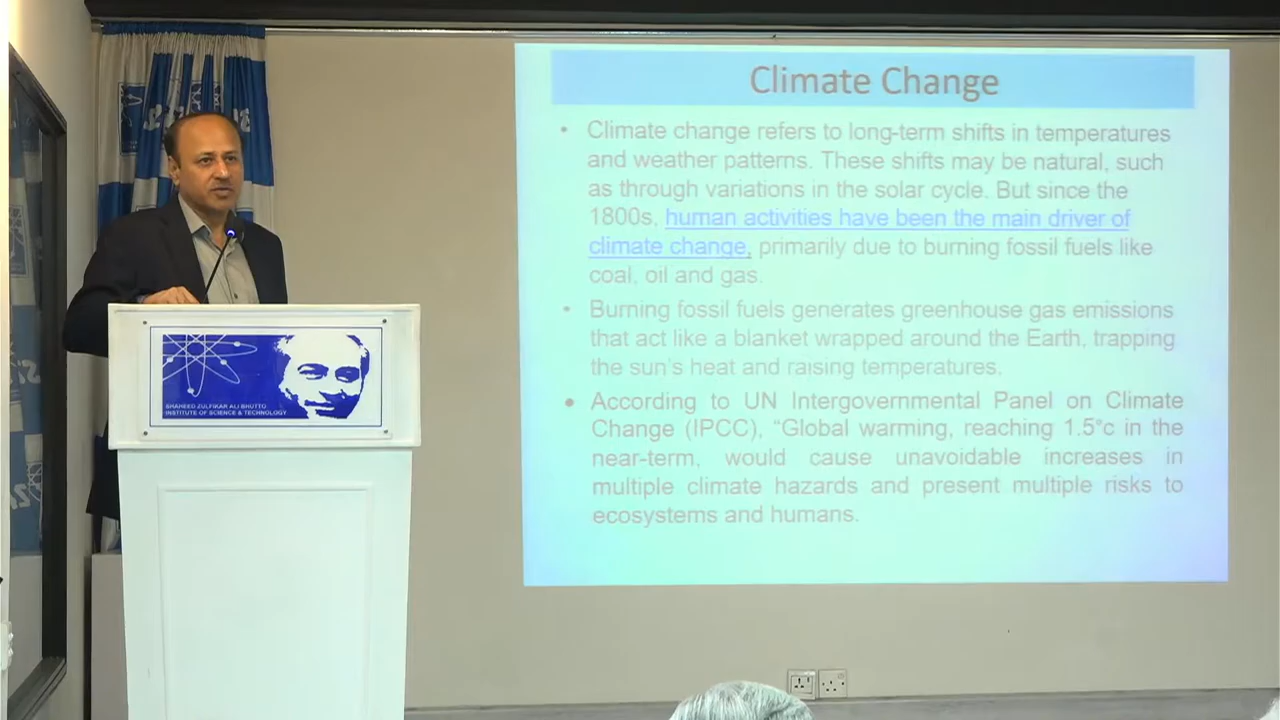 Climate Change
• Climate change refers to long-term shifts in temperatures
and weather patterns. These shifts may be natural, such
as through variations in the solar cycle. But since the
1800s, human activities have been the main driver of
climate change, primarily due to burning fossil fuels like
coal, oil and gas.
• Burning fossil fuels generates greenhouse gas emissions
that act like a blanket wrapped around the Earth, trapping
the sun's heat and raising temperatures.
• According to UN Intergovernmental Panel on Climate
Change (IPCC), “Global warming, reaching 1.5°c in the
near-term, would cause unavoidable increases in
multiple climate hazards and present multiple risks to
ecosystems and humans.
SHAHEED ZULFIKAR ALI BHUTTO
INSTITUTE OF SCIENCE & TECHNOLOGY